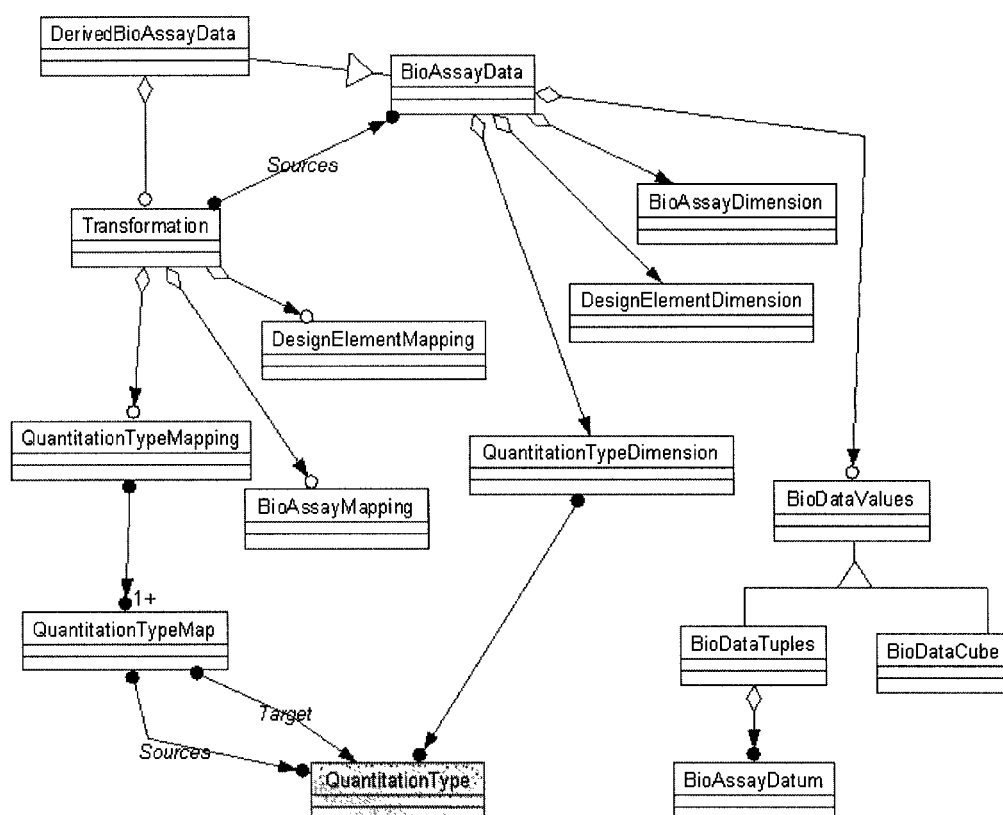 DerivedBioAssayData
BioAssayData
Sources
BioAssayDimension
Transformation
DesignElementDimension
DesignElementMapping
QuantitationTypeMapping
QuantitationTypeDimension
BioAssayMapping
BioDataValues
1+
QuantitationTypeMap
BioDataTuples
BioDataCube
Target
Sources
QuantitationType
BioAssayDatum